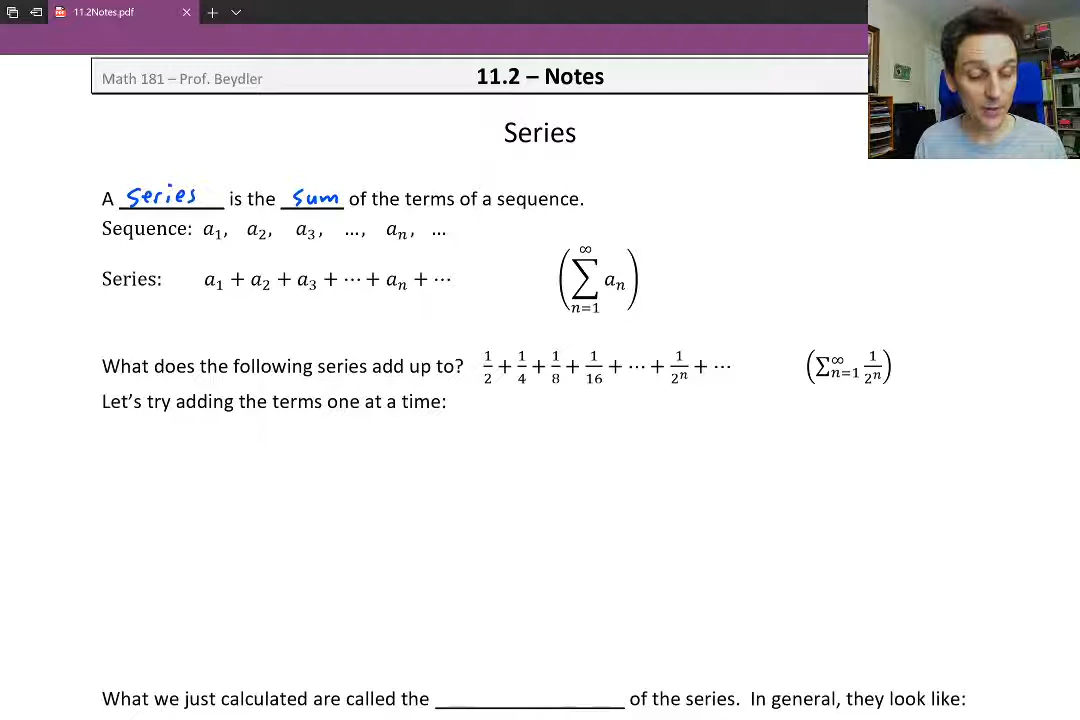 11.2Notes.pdf
Math 181 – Prof. Beydler
11.2 – Notes
Series
A series is the sum of the terms of a sequence.
Sequence: a₁, a₂, a₃, ..., aₙ, ...
Series: a₁ + a₂ + a₃ + ⋯ + aₙ + ⋯ (∑_{n=1}^{∞} aₙ)
What does the following series add up to? 1/2 + 1/4 + 1/8 + 1/16 + ⋯ + 1/2ⁿ + ⋯ (∑_{n=1}^{∞} 1/2ⁿ)
Let's try adding the terms one at a time:
What we just calculated are called the ____________________ of the series. In general, they look like: